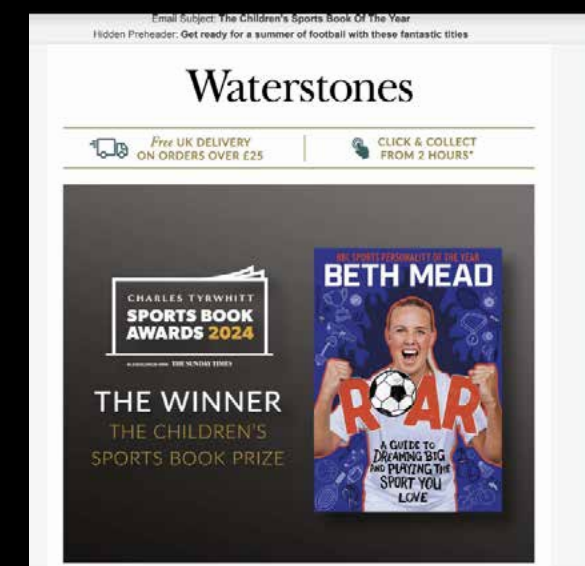 Email Subject: The Children's Sports Book Of The Year
Hidden Preheader: Get ready for a summer of football with these fantastic titles
Waterstones
Free UK DELIVERY
ON ORDERS OVER £25
CLICK & COLLECT
FROM 2 HOURS*
CHARLES TYRWHITT
SPORTS BOOK
AWARDS 2024
THE SUNDAY TIMES
THE WINNER
THE CHILDREN'S
SPORTS BOOK PRIZE
BBC SPORTS PERSONALITY OF THE YEAR
BETH MEAD
ROAR
A GUIDE TO
DREAMING BIG
AND PLAYING THE
SPORT YOU
LOVE